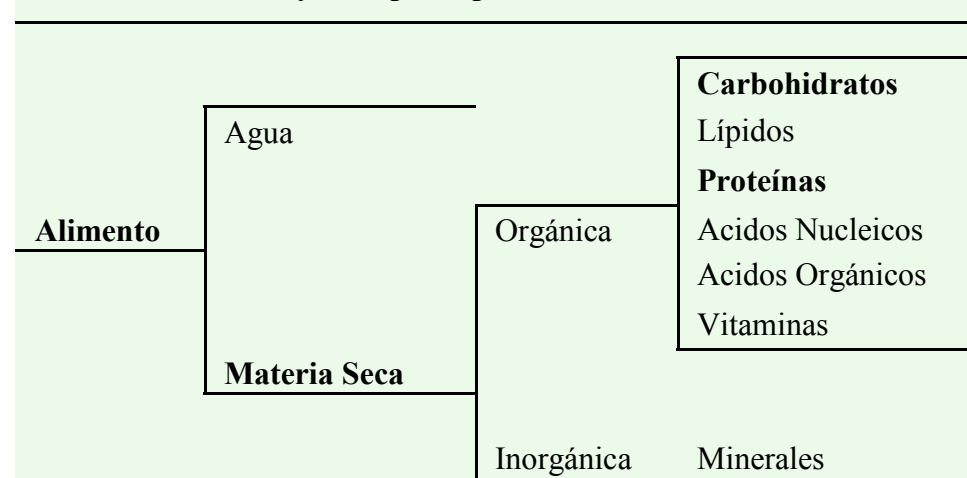 Carbohidratos
Agua
Lípidos
Proteínas
Alimento
Orgánica
Acidos Nucleicos
Acidos Orgánicos
Vitaminas
Materia Seca
Inorgánica
Minerales